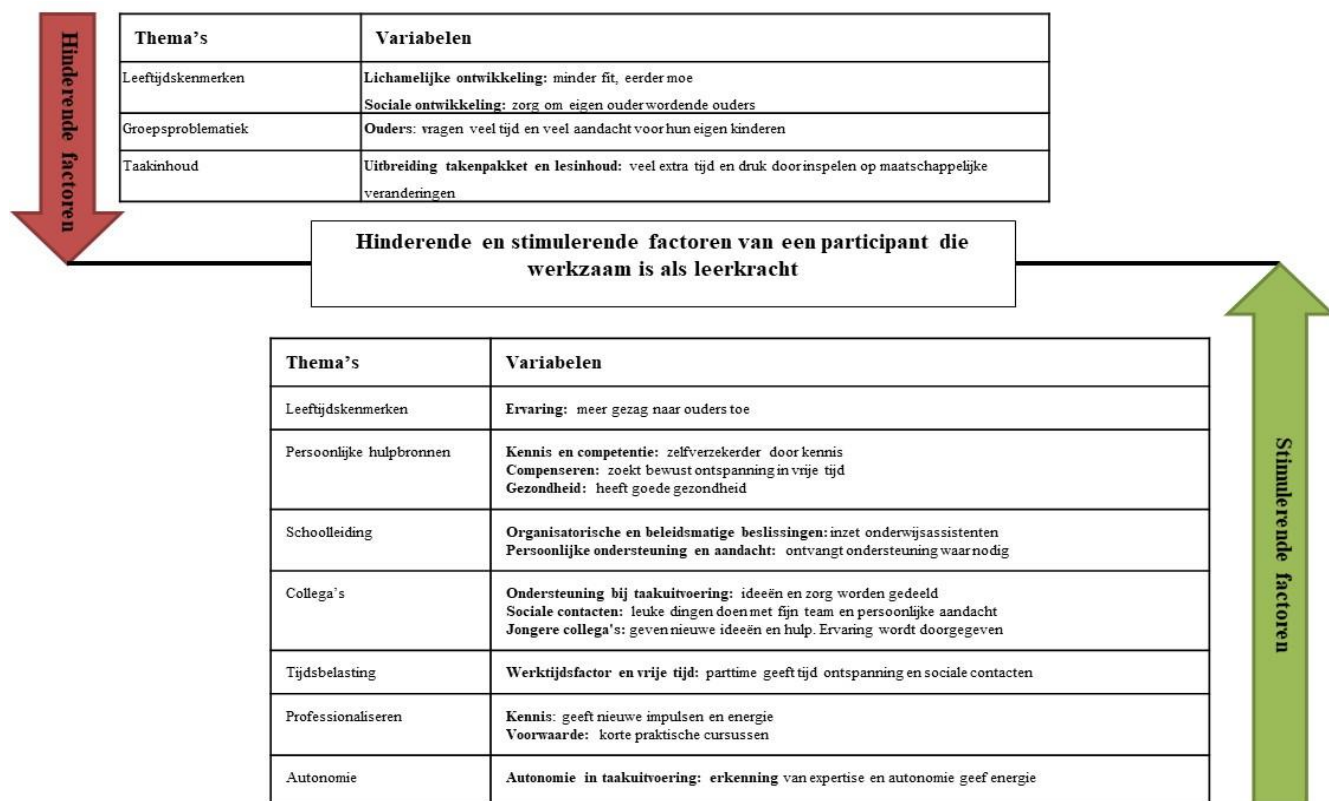 Hinderende factoren
Thema's Variabelen
Leeftijdskenmerken Lichamelijke ontwikkeling: minder fit, eerder moe
Sociale ontwikkeling: zorg om eigen ouder wordende ouders
Groepsproblematiek Ouders: vragen veel tijd en veel aandacht voor hun eigen kinderen
Taakinhoud Uitbreiding takenpakket en lesinhoud: veel extra tijd en druk door inspelen op maatschappelijke
veranderingen
Hinderende en stimulerende factoren van een participant die
werkzaam is als leerkracht
Thema's Variabelen
Leeftijdskenmerken Ervaring: meer gezag naar ouders toe
Persoonlijke hulpbronnen Kennis en competentie: zelfverzekerder door kennis
Compenseren: zoekt bewust ontspanning in vrije tijd
Gezondheid: heeft goede gezondheid
Schoolleiding Organisatorische en beleidsmatige beslissingen: inzet onderwijsassistenten
Persoonlijke ondersteuning en aandacht: ontvangt ondersteuning waar nodig
Collega's Ondersteuning bij taakuitvoering: ideeën en zorg worden gedeeld
Sociale contacten: leuke dingen doen met fijn team en persoonlijke aandacht
Jongere collega's: geven nieuwe ideeën en hulp. Ervaring wordt doorgegeven
Tijdsbelasting Werktijdsfactor en vrije tijd: parttime geeft tijd ontspanning en sociale contacten
Professionaliseren Kennis: geeft nieuwe impulsen en energie
Voorwaarde: korte praktische cursussen
Autonomie Autonomie in taakuitvoering: erkenning van expertise en autonomie geef energie
Stimulerende factoren